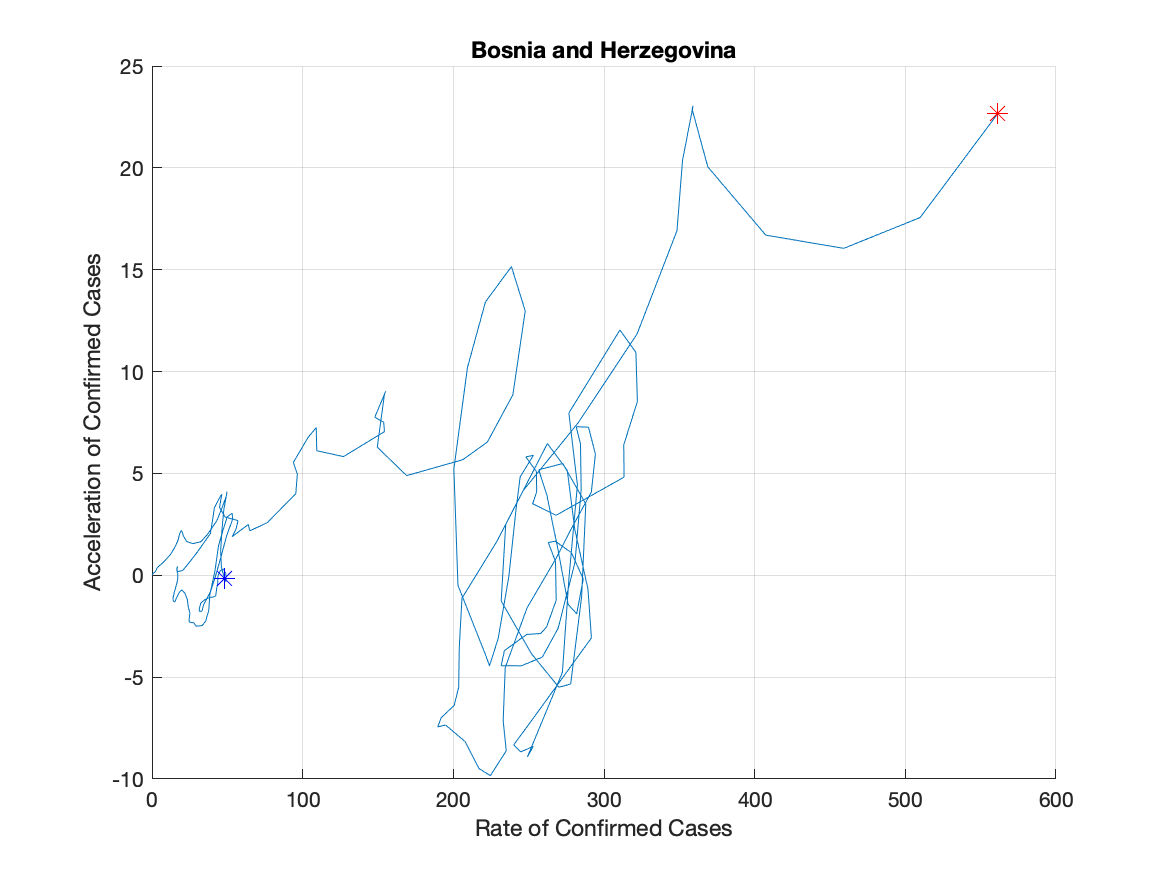 Bosnia and Herzegovina
25
20
15
10
5
0
-5
-10
Acceleration of Confirmed Cases
0 100 200 300 400 500 600
Rate of Confirmed Cases